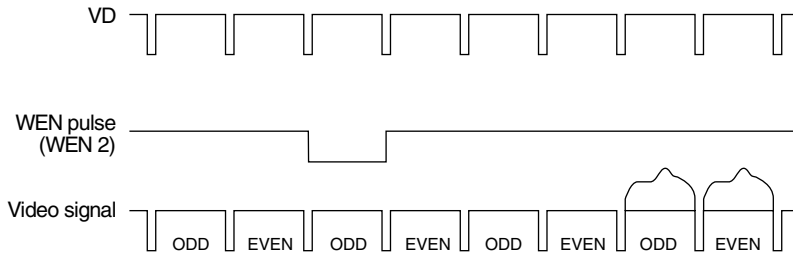 VD
WEN pulse
(WEN 2)
Video signal
ODD EVEN ODD EVEN ODD EVEN ODD EVEN